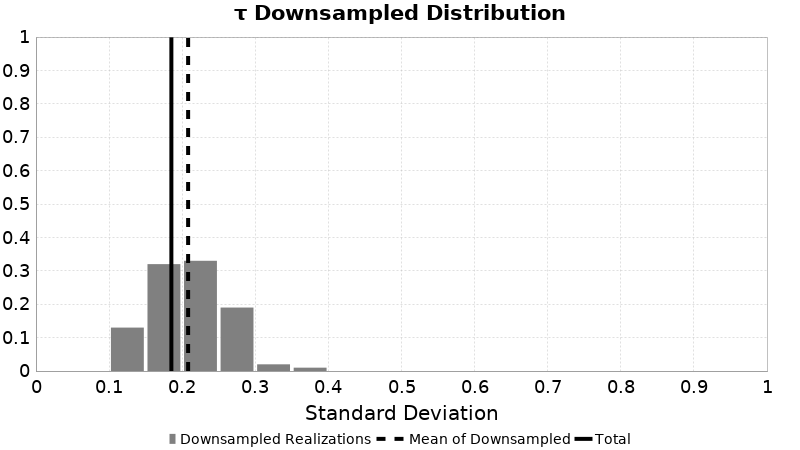 τ Downsampled Distribution
1
0.9
0.8
0.7
0.6
0.5
0.4
0.3
0.2
0.1
0
0 0.1 0.2 0.3 0.4 0.5 0.6 0.7 0.8 0.9 1
Standard Deviation
Downsampled Realizations Mean of Downsampled Total